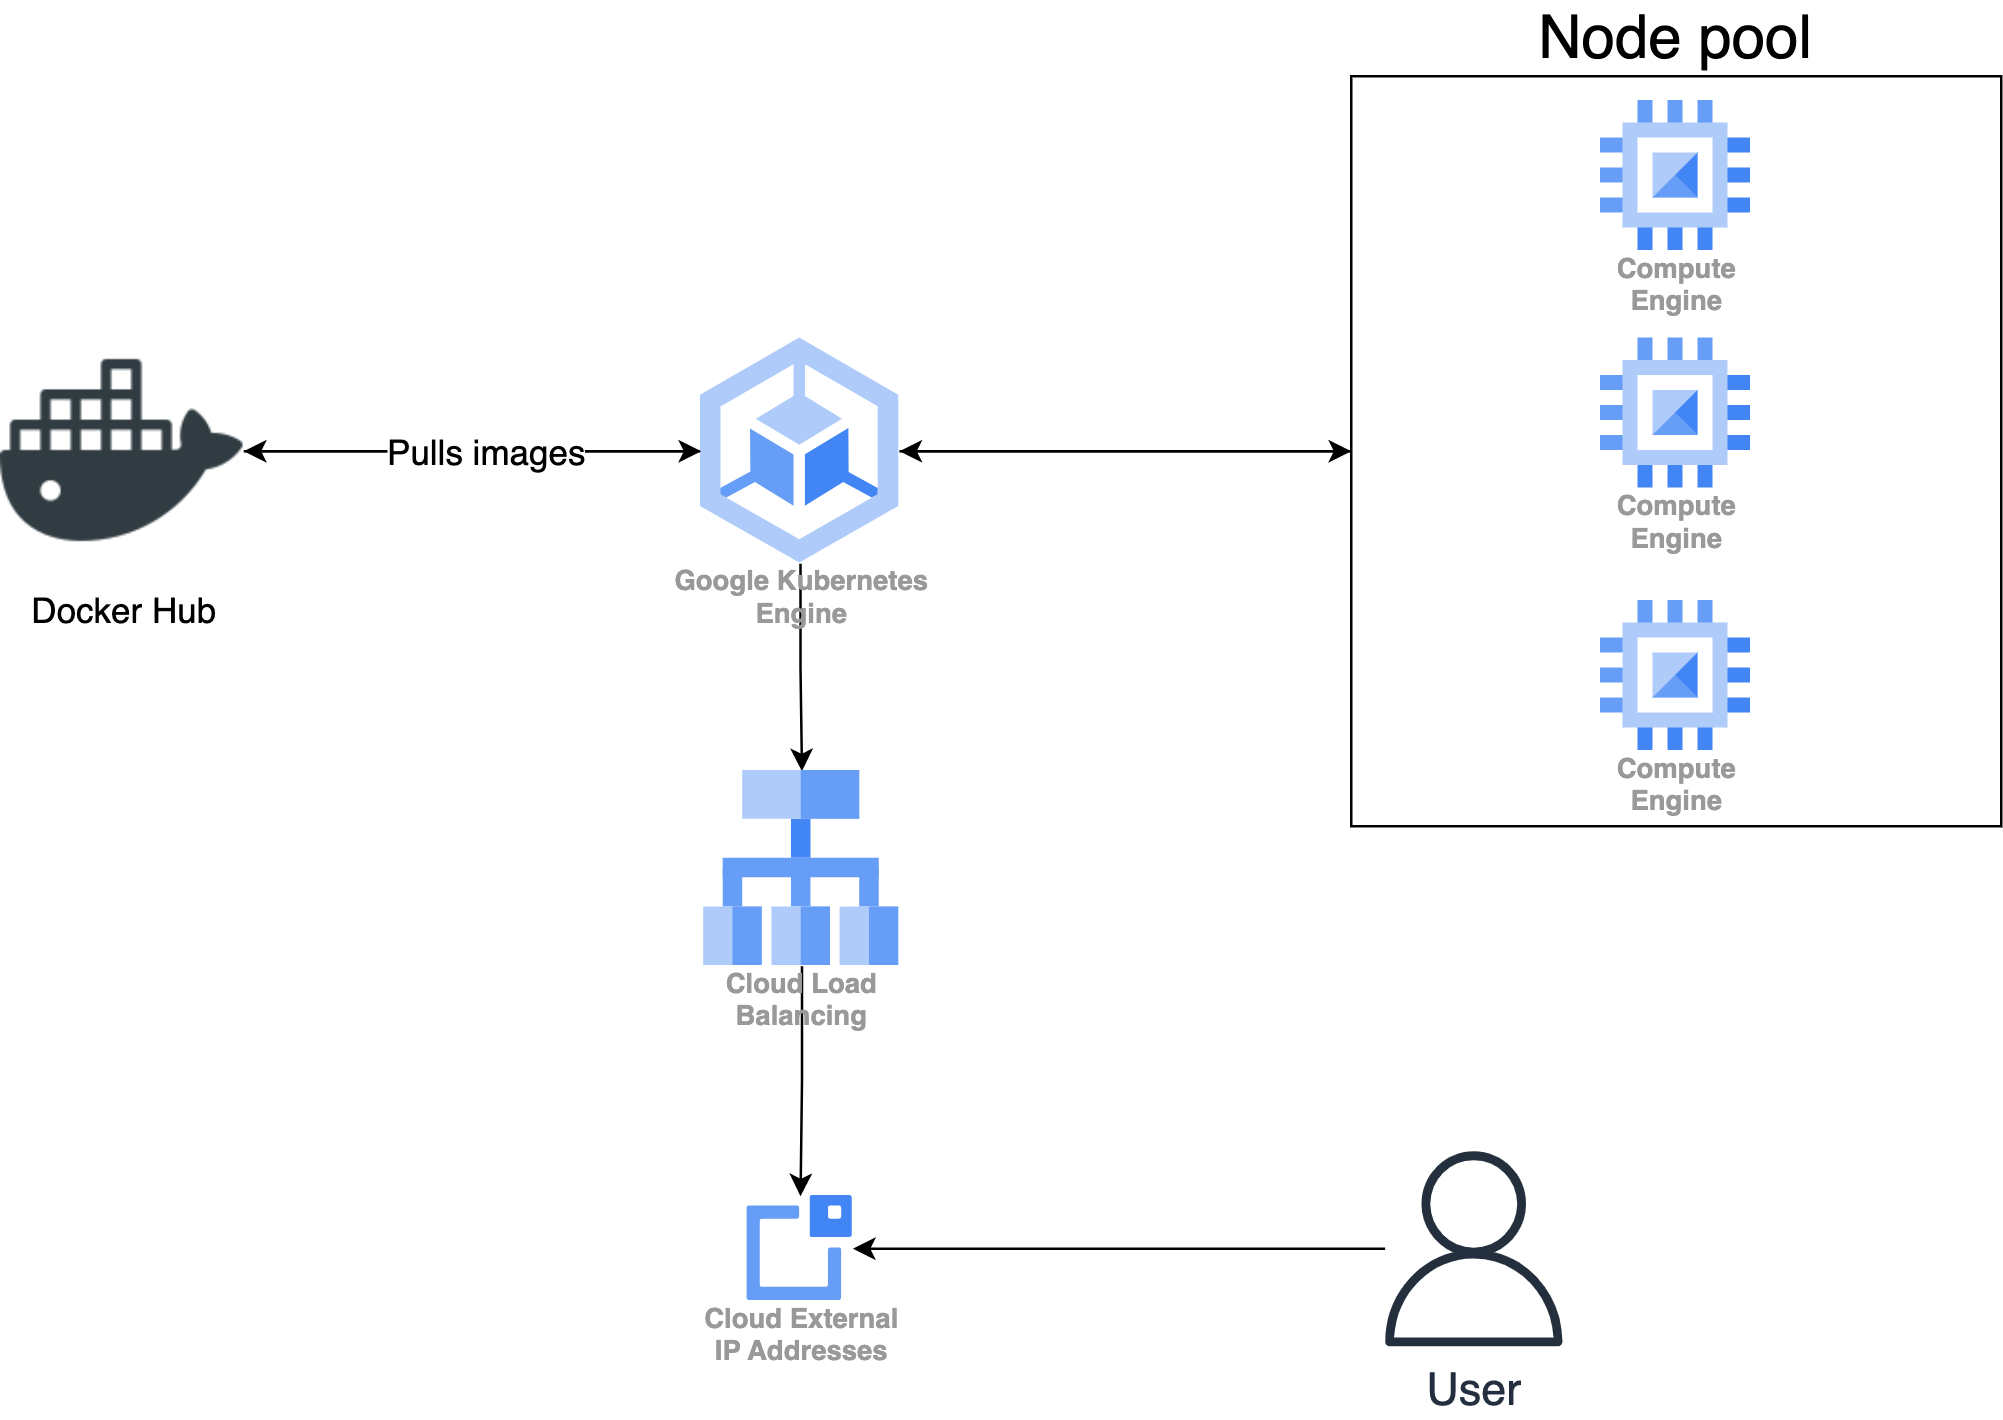 Node pool
Compute
Engine
Compute
Engine
Compute
Engine
Pulls images
Docker Hub
Google Kubernetes
Engine
Cloud Load
Balancing
Cloud External
IP Addresses
User